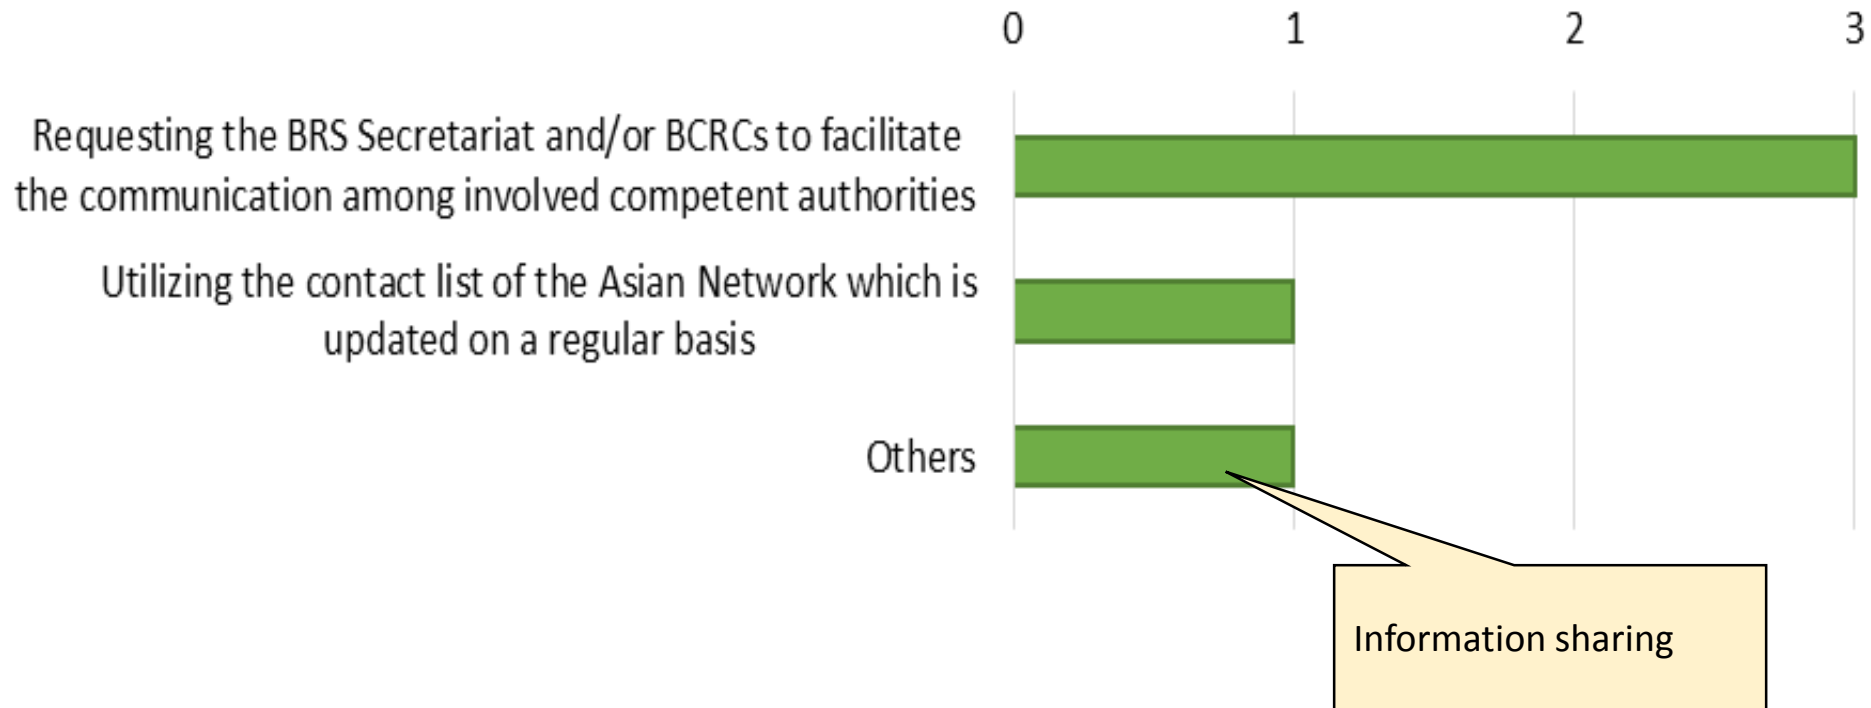 0 1 2 3
Requesting the BRS Secretariat and/or BCRCs to facilitate
the communication among involved competent authorities
Utilizing the contact list of the Asian Network which is
updated on a regular basis
Others
Information sharing